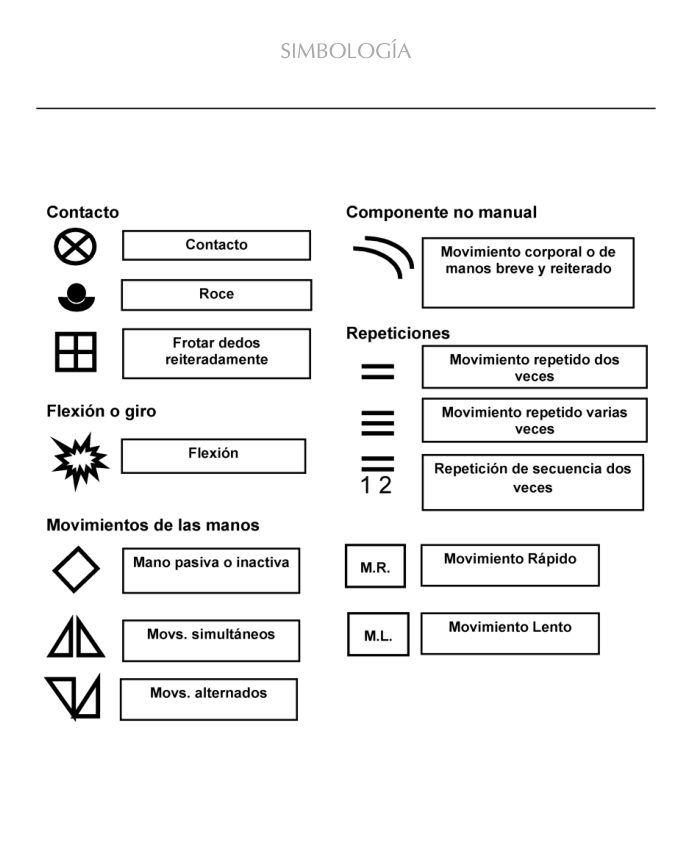 SIMBOLOGÍA
Contacto
Contacto
Roce
Frotar dedos
reiteradamente
Flexión o giro
Flexión
Movimientos de las manos
Mano pasiva o inactiva
Movs. simultáneos
Movs. alternados
Componente no manual
Movimiento corporal o de
manos breve y reiterado
Repeticiones
Movimiento repetido dos
veces
Movimiento repetido varias
veces
1 2
Repetición de secuencia dos
veces
M.R.
Movimiento Rápido
M.L.
Movimiento Lento